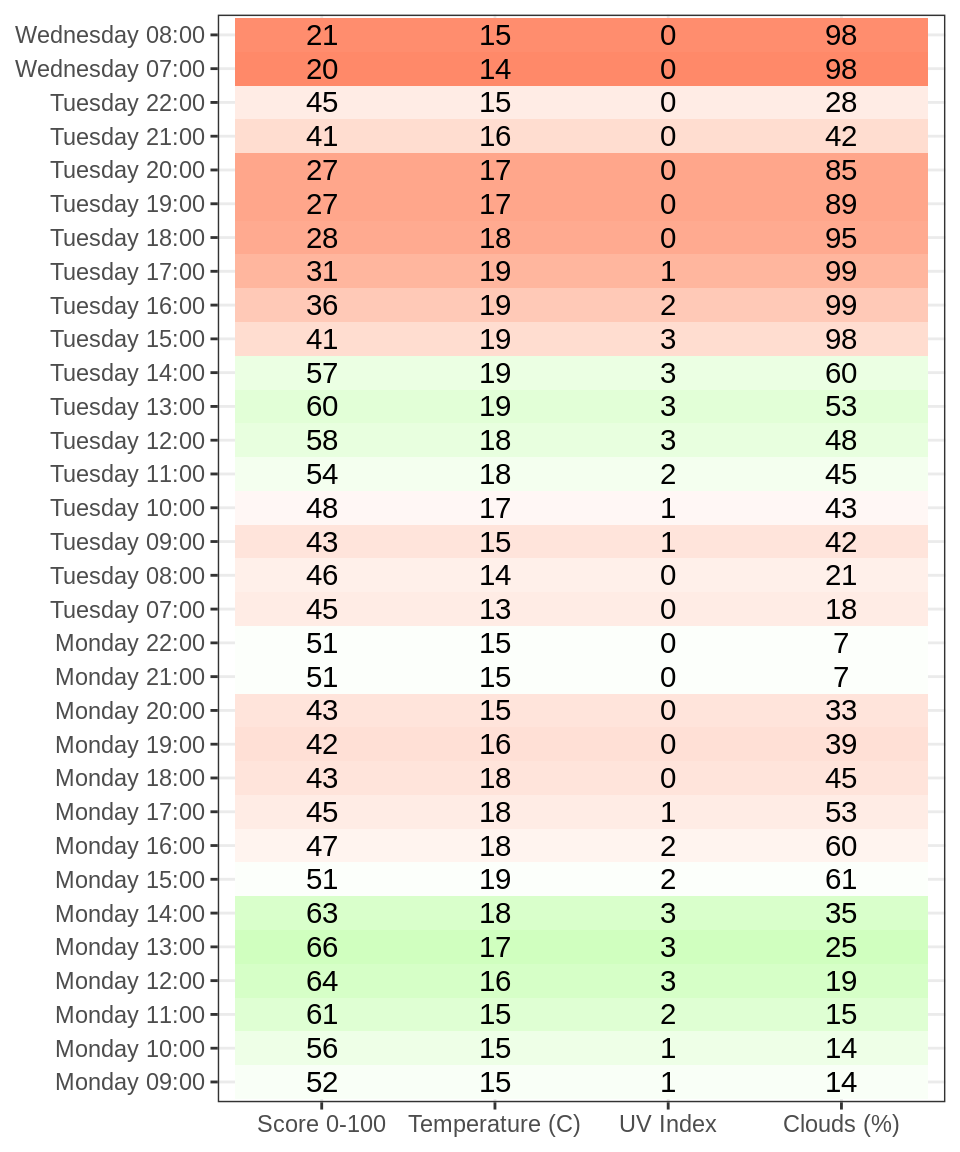 Wednesday 08:00 21 15 0 98
Wednesday 07:00 20 14 0 98
Tuesday 22:00 45 15 0 28
Tuesday 21:00 41 16 0 42
Tuesday 20:00 27 17 0 85
Tuesday 19:00 27 17 0 89
Tuesday 18:00 28 18 0 95
Tuesday 17:00 31 19 1 99
Tuesday 16:00 36 19 2 99
Tuesday 15:00 41 19 3 98
Tuesday 14:00 57 19 3 60
Tuesday 13:00 60 19 3 53
Tuesday 12:00 58 18 3 48
Tuesday 11:00 54 18 2 45
Tuesday 10:00 48 17 1 43
Tuesday 09:00 43 15 1 42
Tuesday 08:00 46 14 0 21
Tuesday 07:00 45 13 0 18
Monday 22:00 51 15 0 7
Monday 21:00 51 15 0 7
Monday 20:00 43 15 0 33
Monday 19:00 42 16 0 39
Monday 18:00 43 18 0 45
Monday 17:00 45 18 1 53
Monday 16:00 47 18 2 60
Monday 15:00 51 19 2 61
Monday 14:00 63 18 3 35
Monday 13:00 66 17 3 25
Monday 12:00 64 16 3 19
Monday 11:00 61 15 2 15
Monday 10:00 56 15 1 14
Monday 09:00 52 15 1 14
Score 0-100 Temperature (C) UV Index Clouds (%)